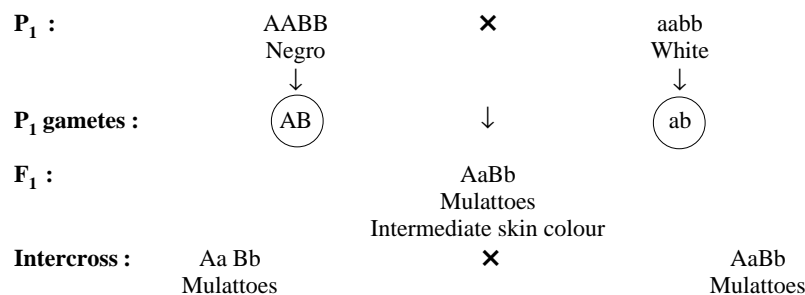 P₁ : AABB × aabb
Negro White
↓ ↓
P₁ gametes : AB ↓ ab
F₁ : AaBb
Mulattoes
Intermediate skin colour
Intercross : Aa Bb × AaBb
Mulattoes Mulattoes